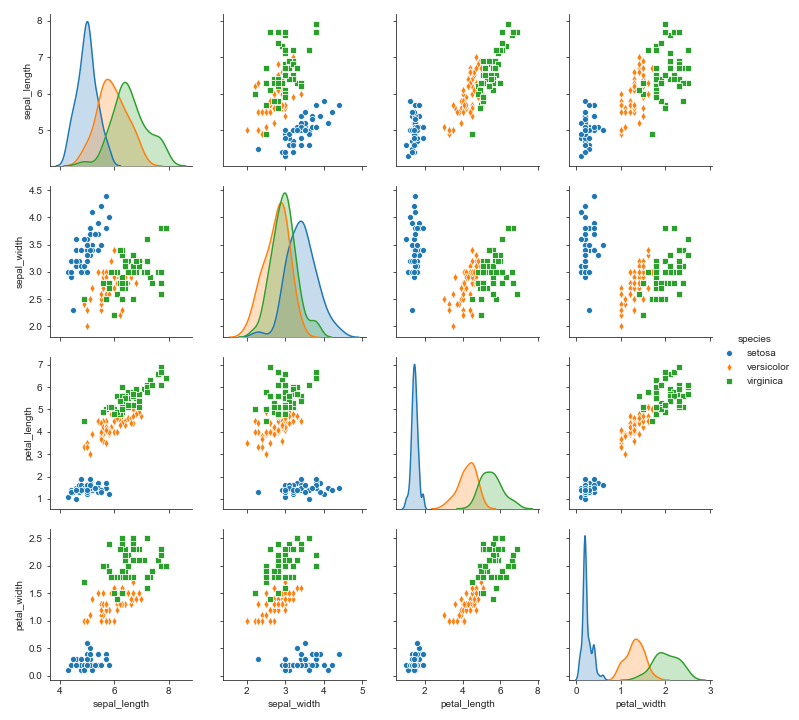 8
7
6
5
sepal_length
4.5
4.0
3.5
3.0
2.5
2.0
sepal_width
species
setosa
versicolor
virginica
7
6
5
4
3
2
1
petal_length
2.5
2.0
1.5
1.0
0.5
0.0
petal_width
4 6 8
2 3 4 5
2 4 6 8
0 1 2 3
sepal_length sepal_width petal_length petal_width